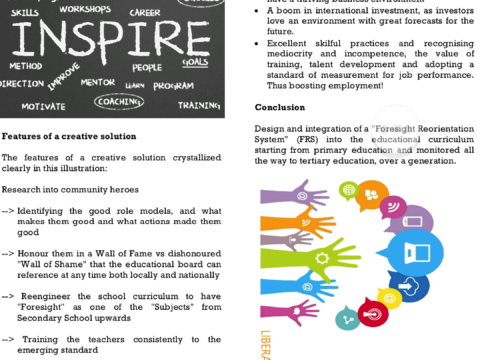 SKILLS
WORKSHOPS
CAREER
INSPIRE
GOALS
METHOD
PEOPLE
IMPROVE
DIRECTION
MENTOR
LEARN
PROGRAM
COACHING
MOTIVATE
TRAINING
Features of a creative solution
The features of a creative solution crystallized
clearly in this illustration:
Research into community heroes
--> Identifying the good role models, and what
makes them good and what actions made them
good
--> Honour them in a Wall of Fame vs dishonoured
"Wall of Shame" that the educational board can
reference at any time both locally and nationally
--> Reengineer the school curriculum to have
"Foresight" as one of the "Subjects" from
Secondary School upwards
--> Training the teachers consistently to the
emerging standard
have a thriving business environment
• A boom in international investment, as investors
love an environment with great forecasts for the
future.
• Excellent skilful practices and recognising
mediocrity and incompetence, the value of
training, talent development and adopting a
standard of measurement for job performance.
Thus boosting employment!
Conclusion
Design and integration of a "Foresight Reorientation
System" (FRS) into the educational curriculum
starting from primary education and monitored all
the way to tertiary education, over a generation.
LIBERA